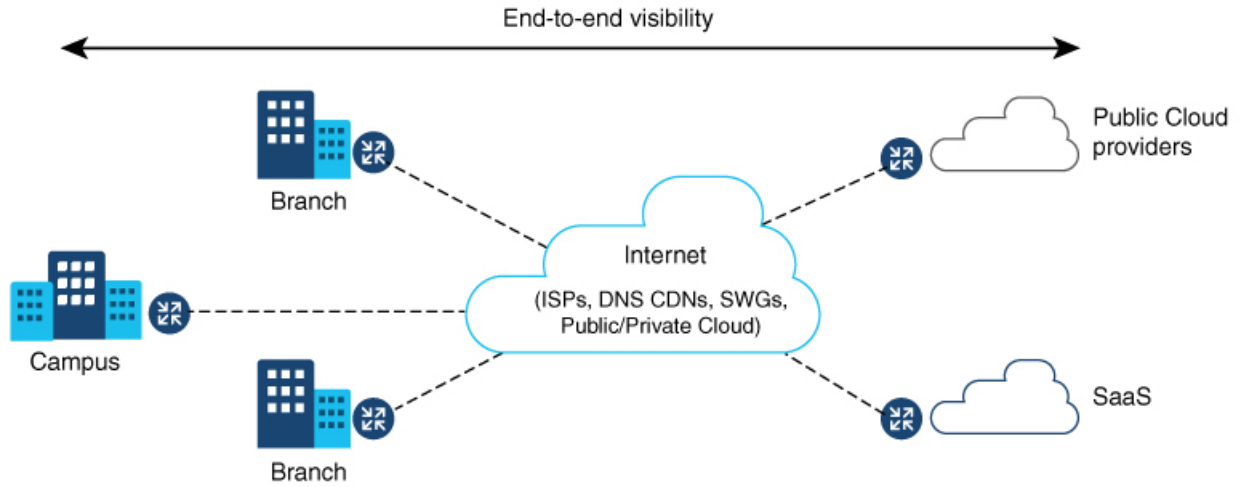 End-to-end visibility
Public Cloud
providers
Branch
Internet
(ISPs, DNS CDNs, SWGs,
Public/Private Cloud)
Campus
SaaS
Branch